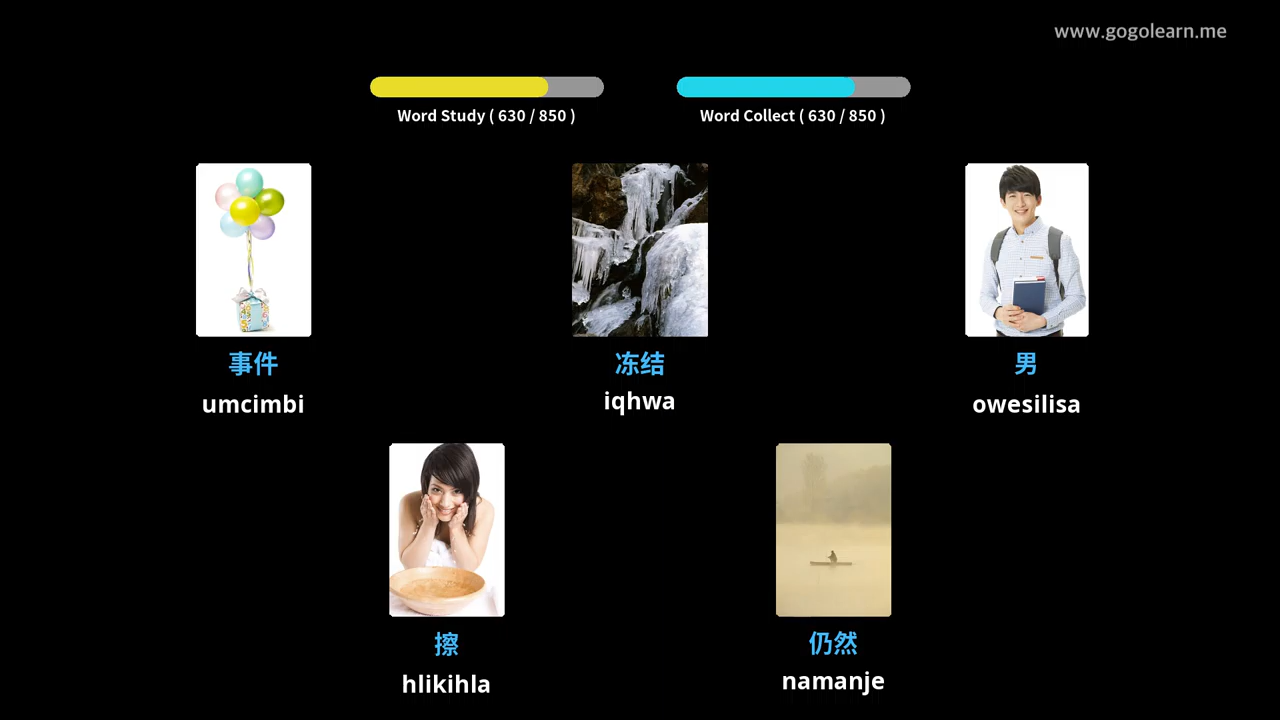 www.gogolearn.me
Word Study ( 630 / 850 )
Word Collect ( 630 / 850 )
事件
umcimbi
冻结
iqhwa
男
owesilisa
擦
hlikihla
仍然
namanje